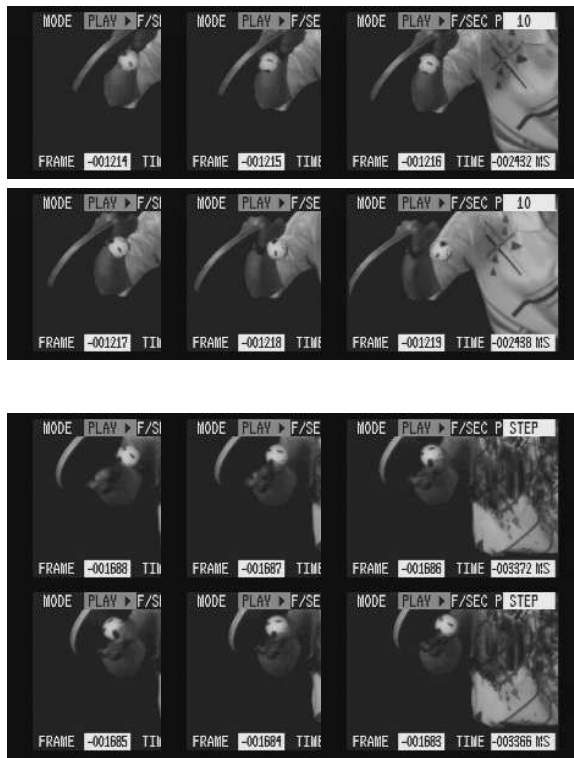 MODE PLAY F/S MODE PLAY F/SE MODE PLAY F/SEC P 10
FRAME -001214 TIM FRAME -001215 TIME FRAME -001216 TIME -002432 MS
MODE PLAY F/S MODE PLAY F/SE MODE PLAY F/SEC P 10
FRAME -001217 TIM FRAME -001218 TIME FRAME -001219 TIME -002438 MS
MODE PLAY F/S MODE PLAY F/SE MODE PLAY F/SEC P STEP
FRAME -001688 TIM FRAME -001687 TIME FRAME -001686 TIME -003372 MS
MODE PLAY F/S MODE PLAY F/SE MODE PLAY F/SEC P STEP
FRAME -001685 TIM FRAME -001684 TIME FRAME -001683 TIME -003366 MS